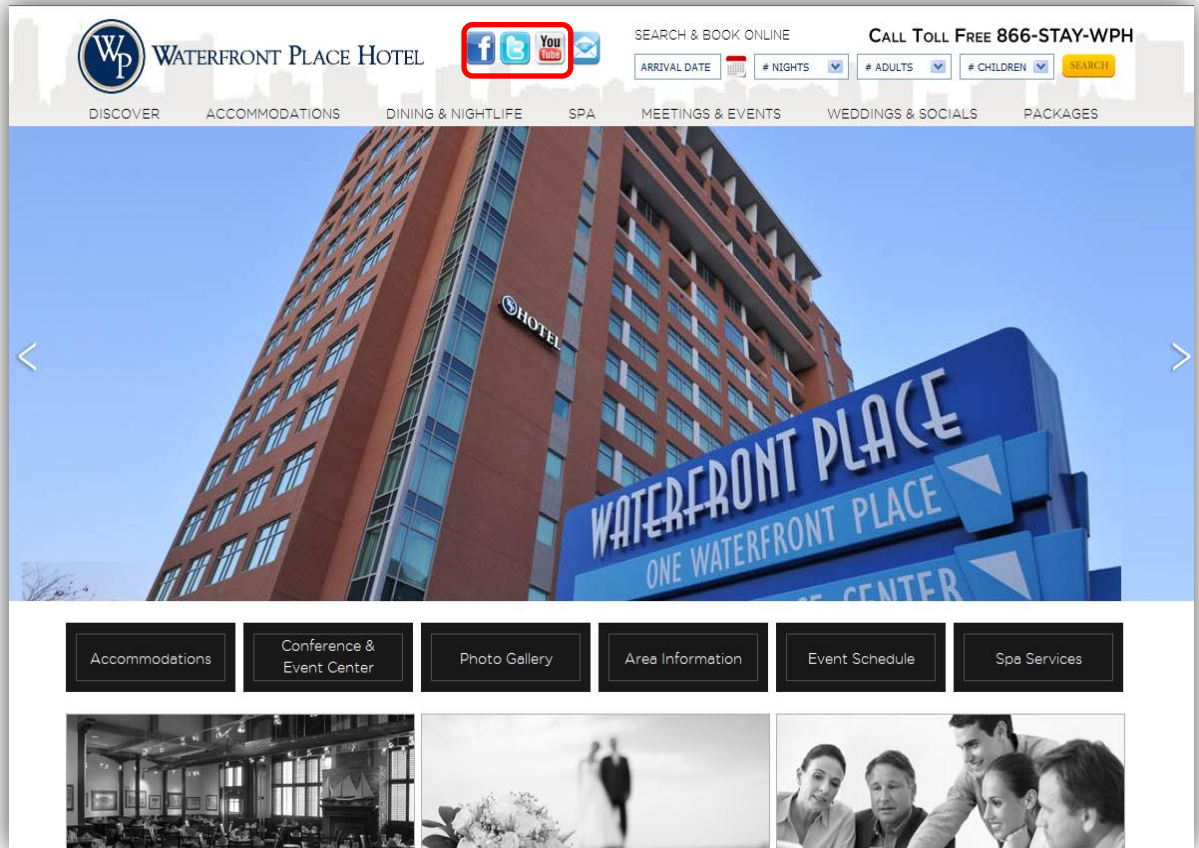 WP
WATERFRONT PLACE HOTEL
f
t
You
Tube
SEARCH & BOOK ONLINE
CALL TOLL FREE 866-STAY-WPH
ARRIVAL DATE
# NIGHTS
# ADULTS
# CHILDREN
SEARCH
DISCOVER
ACCOMMODATIONS
DINING & NIGHTLIFE
SPA
MEETINGS & EVENTS
WEDDINGS & SOCIALS
PACKAGES
<
>
HOTEL
WATERFRONT PLACE
ONE WATERFRONT PLACE
CENTER
Accommodations
Conference &
Event Center
Photo Gallery
Area Information
Event Schedule
Spa Services